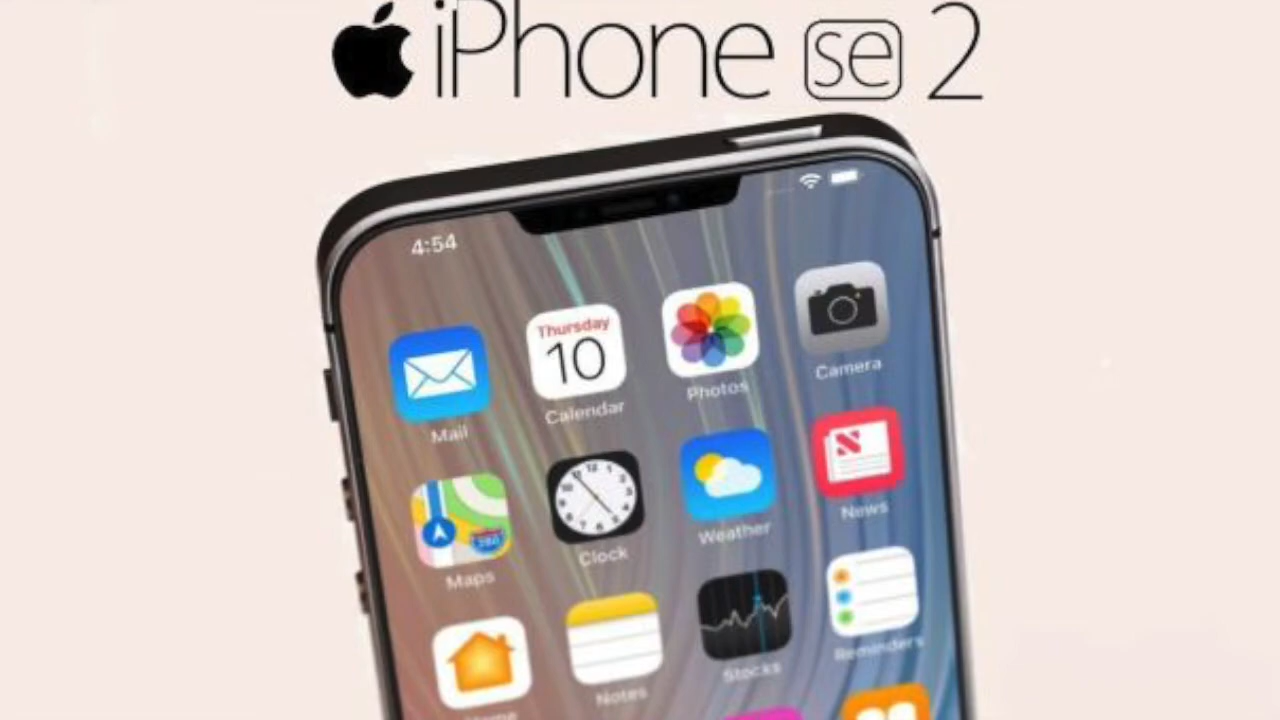 iPhone SE 2
4:54
Thursday
10
Mail
Calendar
Photos
Camera
Maps
Clock
Weather
News
280
Home
Notes
Stocks
Reminders